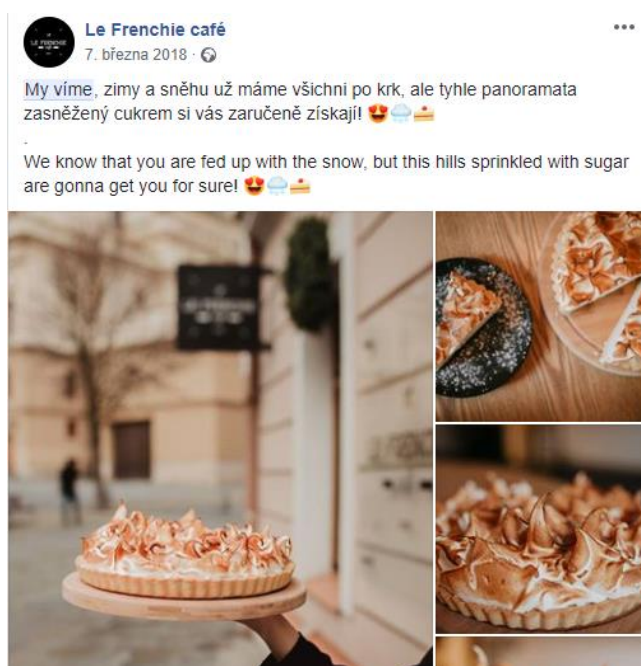 Le Frenchie café
7. března 2018
My víme, zimy a sněhu už máme všichni po krk, ale tyhle panoramata
zasněžený cukrem si vás zaručeně získají! 😍🌨️🍰
.
We know that you are fed up with the snow, but this hills sprinkled with sugar
are gonna get you for sure! 😍🌨️🍰
LE FRENCHIE